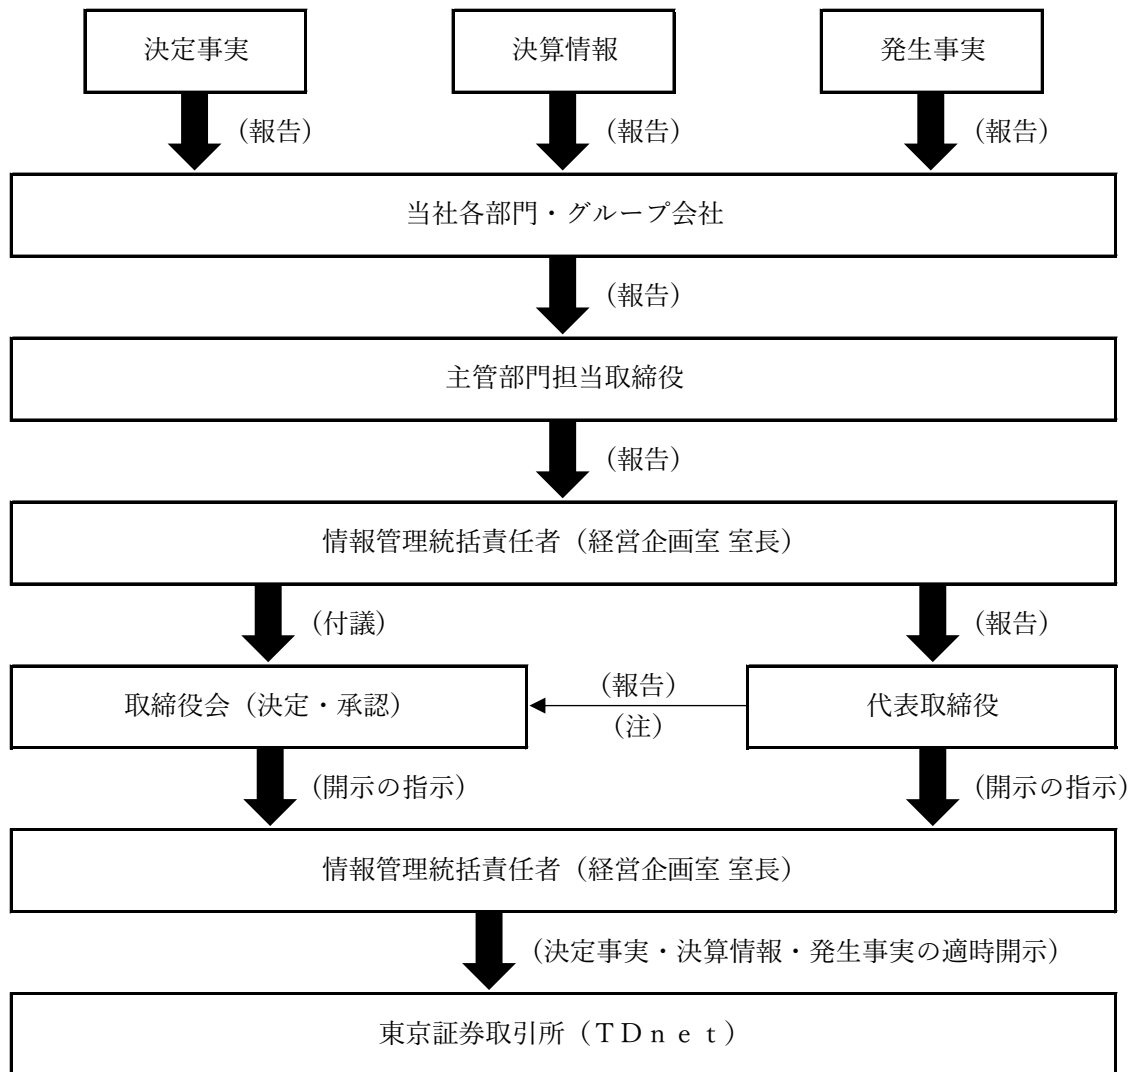 決定事実 決算情報 発生事実
（報告） （報告） （報告）
当社各部門・グループ会社
（報告）
主管部門担当取締役
（報告）
情報管理統括責任者（経営企画室 室長）
（付議） （報告）
取締役会（決定・承認） （報告） 代表取締役
（注）
（開示の指示） （開示の指示）
情報管理統括責任者（経営企画室 室長）
（決定事実・決算情報・発生事実の適時開示）
東京証券取引所（ＴＤｎｅｔ）